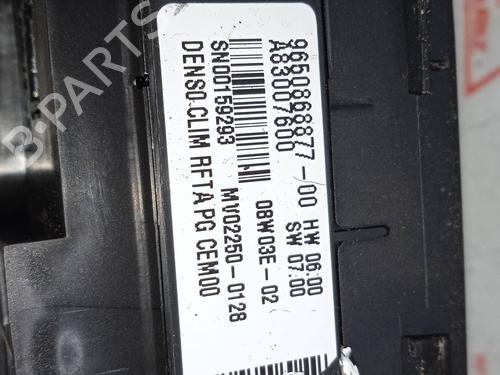 9650868877-00 HW 06.00
A83007600 SW 07.00
08W03E-02
SN00159293 MV02250-0128
DENSO.CLIM RFTA PG CEM00
B-PARTS